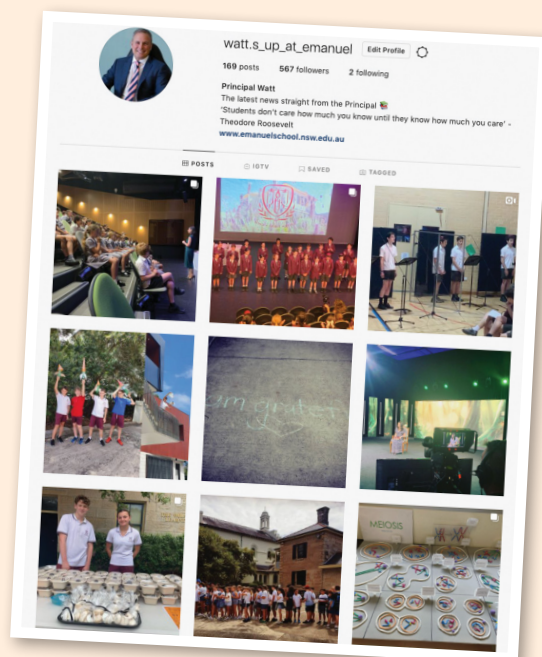 watt.s_up_at_emanuel Edit Profile
169 posts 567 followers 2 following
Principal Watt
The latest news straight from the Principal
'Students don't care how much you know until they know how much you care' -
Theodore Roosevelt
www.emanuelschool.nsw.edu.au
POSTS IGTV SAVED TAGGED
MEIOSIS